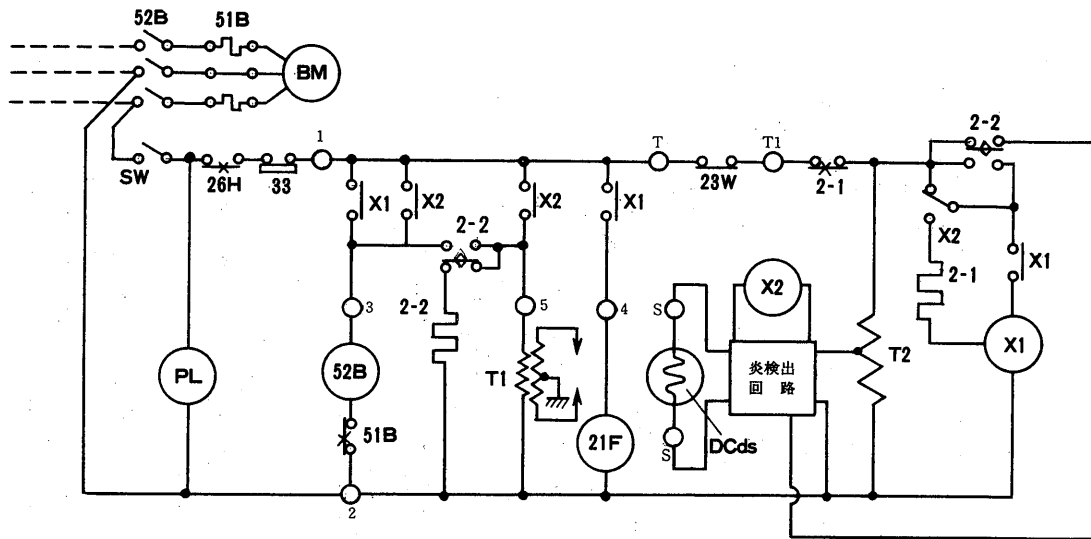 52B 51B
BM
SW 26H 33 1 T 23W T1 2-1 2-2
X1 X2 X2 X1
2-2 X2
2-2 3 5 4 S X2 2-1 X1
PL 52B T1 21F 炎検出 T2 X1
回路
51B S DCds
2